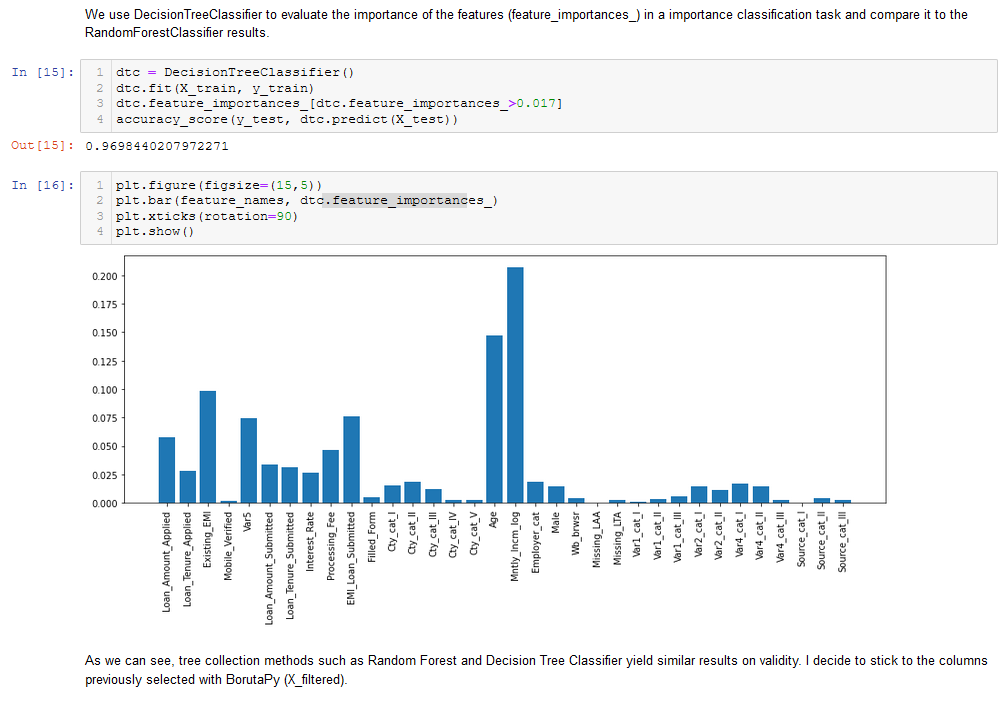 We use DecisionTreeClassifier to evaluate the importance of the features (feature_importances_) in a importance classification task and compare it to the
RandomForestClassifier results.
In [15]:
1 dtc = DecisionTreeClassifier()
2 dtc.fit(X_train, y_train)
3 dtc.feature_importances_[dtc.feature_importances_>0.017]
4 accuracy_score(y_test, dtc.predict(X_test))
Out[15]: 0.9698440207972271
In [16]:
1 plt.figure(figsize=(15,5))
2 plt.bar(feature_names, dtc.feature_importances_)
3 plt.xticks(rotation=90)
4 plt.show()
0.200
0.175
0.150
0.125
0.100
0.075
0.050
0.025
0.000
Loan_Amount_Applied
Loan_Tenure_Applied
Existing_EMI
Mobile_Verified
Var5
Loan_Amount_Submitted
Loan_Tenure_Submitted
Interest_Rate
Processing_Fee
EMI_Loan_Submitted
Filled_Form
Cty_cat_I
Cty_cat_II
Cty_cat_III
Cty_cat_IV
Cty_cat_V
Age
Mntly_Incm_log
Employer_cat
Male
Wb_brwsr
Missing_LAA
Missing_LTA
Var1_cat_I
Var1_cat_II
Var1_cat_III
Var2_cat_I
Var2_cat_II
Var4_cat_I
Var4_cat_II
Var4_cat_III
Source_cat_I
Source_cat_II
Source_cat_III
As we can see, tree collection methods such as Random Forest and Decision Tree Classifier yield similar results on validity. I decide to stick to the columns
previously selected with BorutaPy (X_filtered).